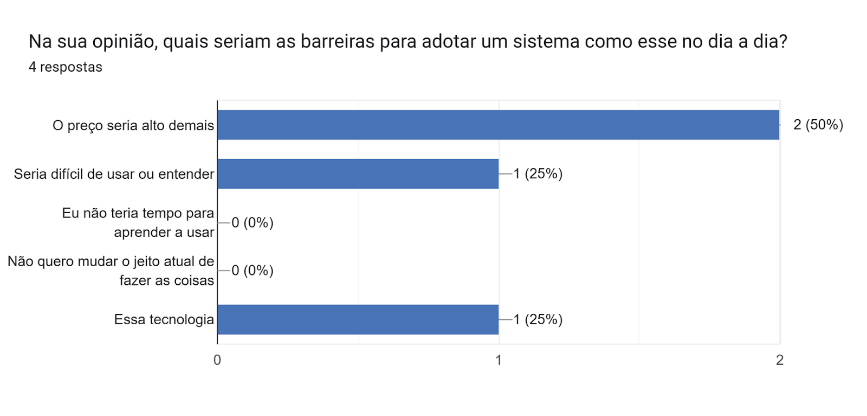 Na sua opinião, quais seriam as barreiras para adotar um sistema como esse no dia a dia?
4 respostas
O preço seria alto demais
2 (50%)
Seria difícil de usar ou entender
1 (25%)
Eu não teria tempo para
aprender a usar
0 (0%)
Não quero mudar o jeito atual de
fazer as coisas
0 (0%)
Essa tecnologia
1 (25%)
0
1
2